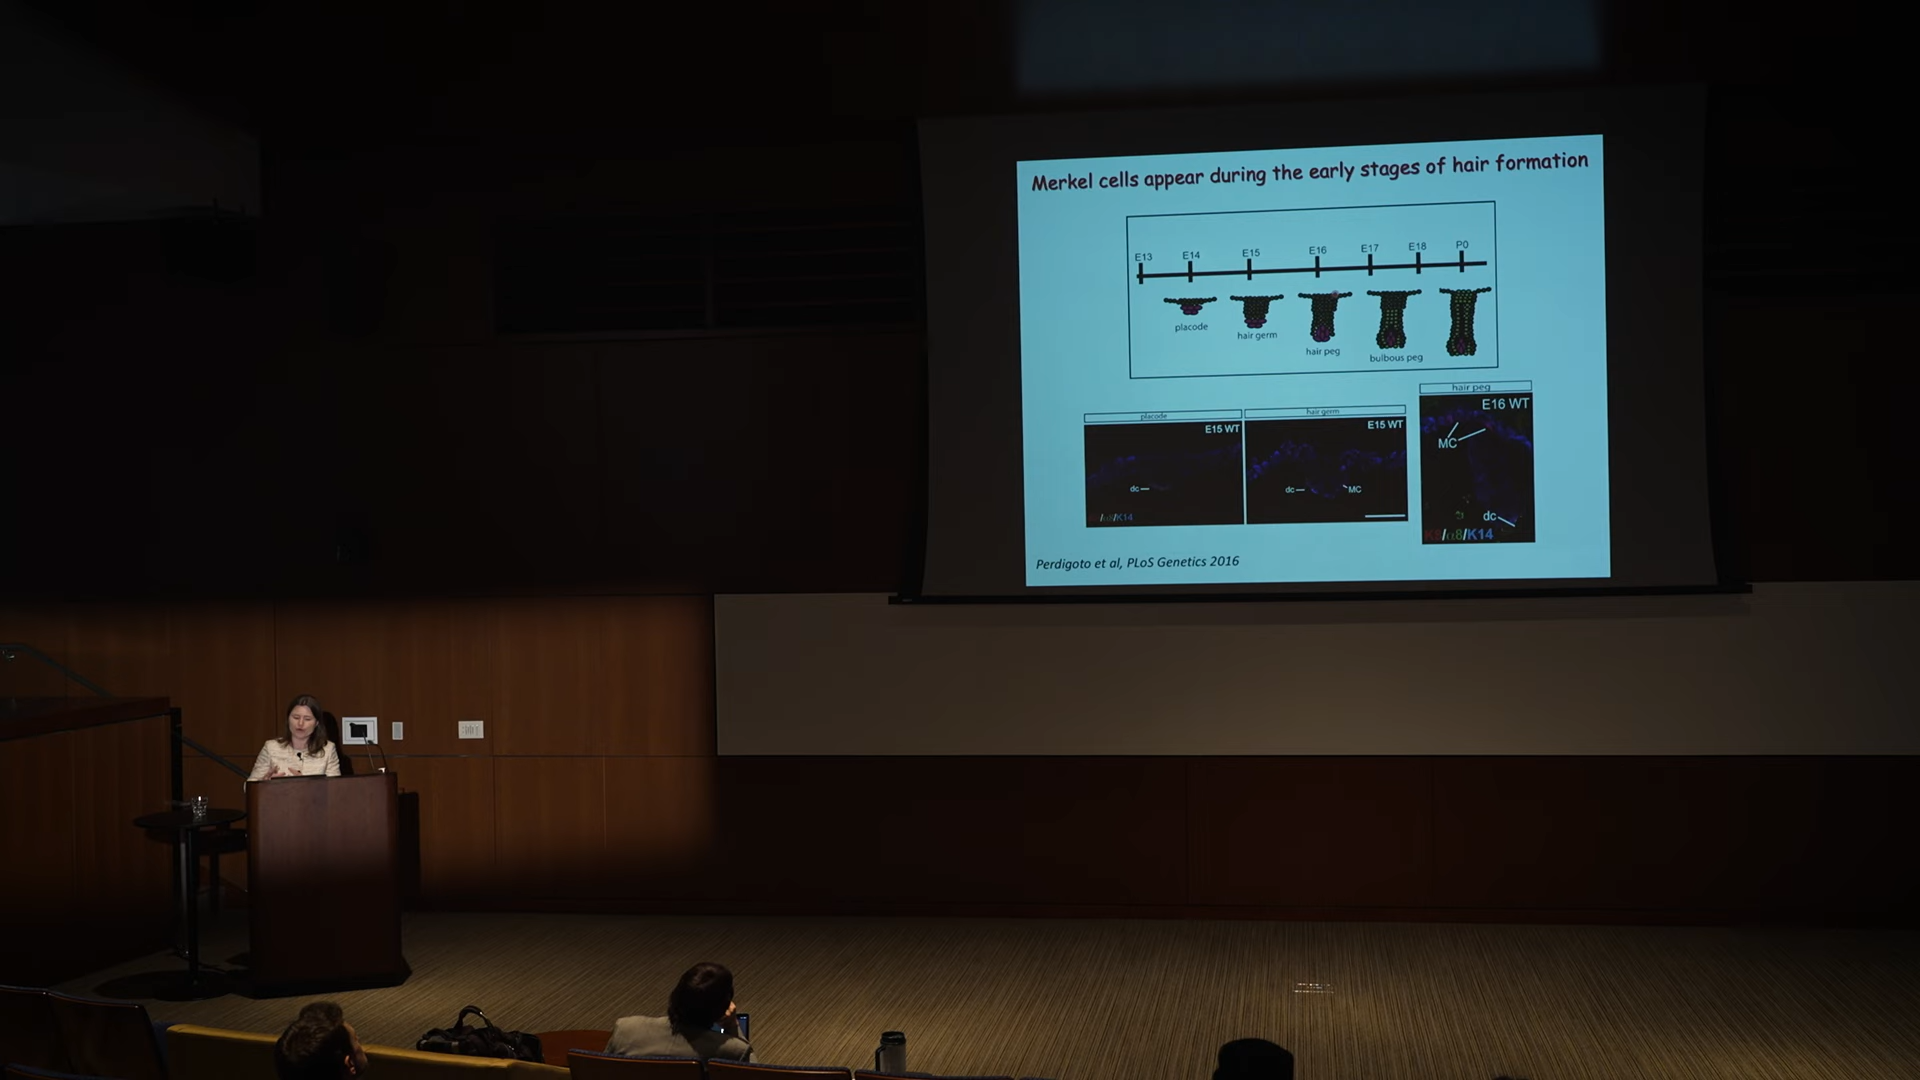 Merkel cells appear during the early stages of hair formation
E13 E14 E15 E16 E17 E18 P0
placode
hair germ
hair peg
bulbous peg
placode
E15 WT
dc
/α8/K14
hair germ
E15 WT
dc
MC
hair peg
E16 WT
MC
dc
K8/α8/K14
Perdigoto et al, PLoS Genetics 2016